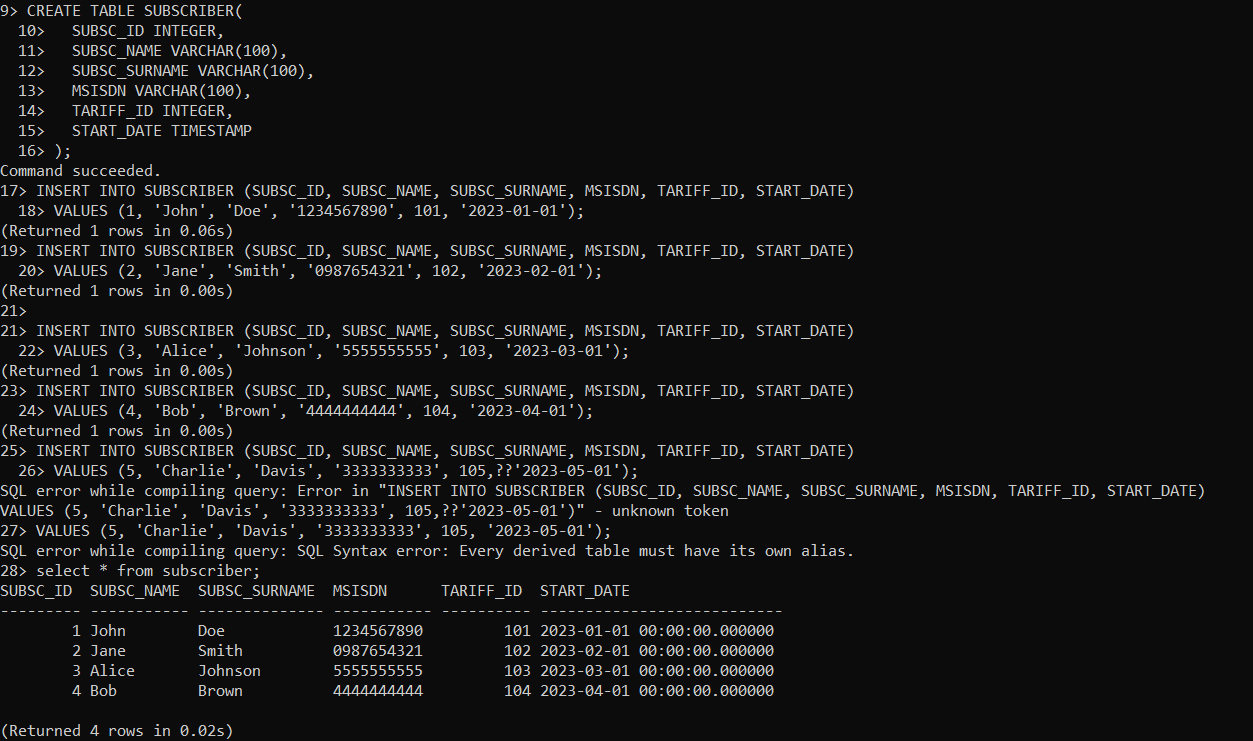 9> CREATE TABLE SUBSCRIBER(
  10>   SUBSC_ID INTEGER,
  11>   SUBSC_NAME VARCHAR(100),
  12>   SUBSC_SURNAME VARCHAR(100),
  13>   MSISDN VARCHAR(100),
  14>   TARIFF_ID INTEGER,
  15>   START_DATE TIMESTAMP
  16> );
Command succeeded.
17> INSERT INTO SUBSCRIBER (SUBSC_ID, SUBSC_NAME, SUBSC_SURNAME, MSISDN, TARIFF_ID, START_DATE)
  18> VALUES (1, 'John', 'Doe', '1234567890', 101, '2023-01-01');
(Returned 1 rows in 0.06s)
19> INSERT INTO SUBSCRIBER (SUBSC_ID, SUBSC_NAME, SUBSC_SURNAME, MSISDN, TARIFF_ID, START_DATE)
  20> VALUES (2, 'Jane', 'Smith', '0987654321', 102, '2023-02-01');
(Returned 1 rows in 0.00s)
21>
21> INSERT INTO SUBSCRIBER (SUBSC_ID, SUBSC_NAME, SUBSC_SURNAME, MSISDN, TARIFF_ID, START_DATE)
  22> VALUES (3, 'Alice', 'Johnson', '5555555555', 103, '2023-03-01');
(Returned 1 rows in 0.00s)
23> INSERT INTO SUBSCRIBER (SUBSC_ID, SUBSC_NAME, SUBSC_SURNAME, MSISDN, TARIFF_ID, START_DATE)
  24> VALUES (4, 'Bob', 'Brown', '4444444444', 104, '2023-04-01');
(Returned 1 rows in 0.00s)
25> INSERT INTO SUBSCRIBER (SUBSC_ID, SUBSC_NAME, SUBSC_SURNAME, MSISDN, TARIFF_ID, START_DATE)
  26> VALUES (5, 'Charlie', 'Davis', '3333333333', 105,??'2023-05-01');
SQL error while compiling query: Error in "INSERT INTO SUBSCRIBER (SUBSC_ID, SUBSC_NAME, SUBSC_SURNAME, MSISDN, TARIFF_ID, START_DATE)
VALUES (5, 'Charlie', 'Davis', '3333333333', 105,??'2023-05-01')" - unknown token
27> VALUES (5, 'Charlie', 'Davis', '3333333333', 105, '2023-05-01');
SQL error while compiling query: SQL Syntax error: Every derived table must have its own alias.
28> select * from subscriber;
SUBSC_ID  SUBSC_NAME  SUBSC_SURNAME  MSISDN      TARIFF_ID  START_DATE
--------- ----------- -------------- ----------- ---------- ---------------------------
        1 John        Doe            1234567890         101 2023-01-01 00:00:00.000000
        2 Jane        Smith          0987654321         102 2023-02-01 00:00:00.000000
        3 Alice       Johnson        5555555555         103 2023-03-01 00:00:00.000000
        4 Bob         Brown          4444444444         104 2023-04-01 00:00:00.000000

(Returned 4 rows in 0.02s)